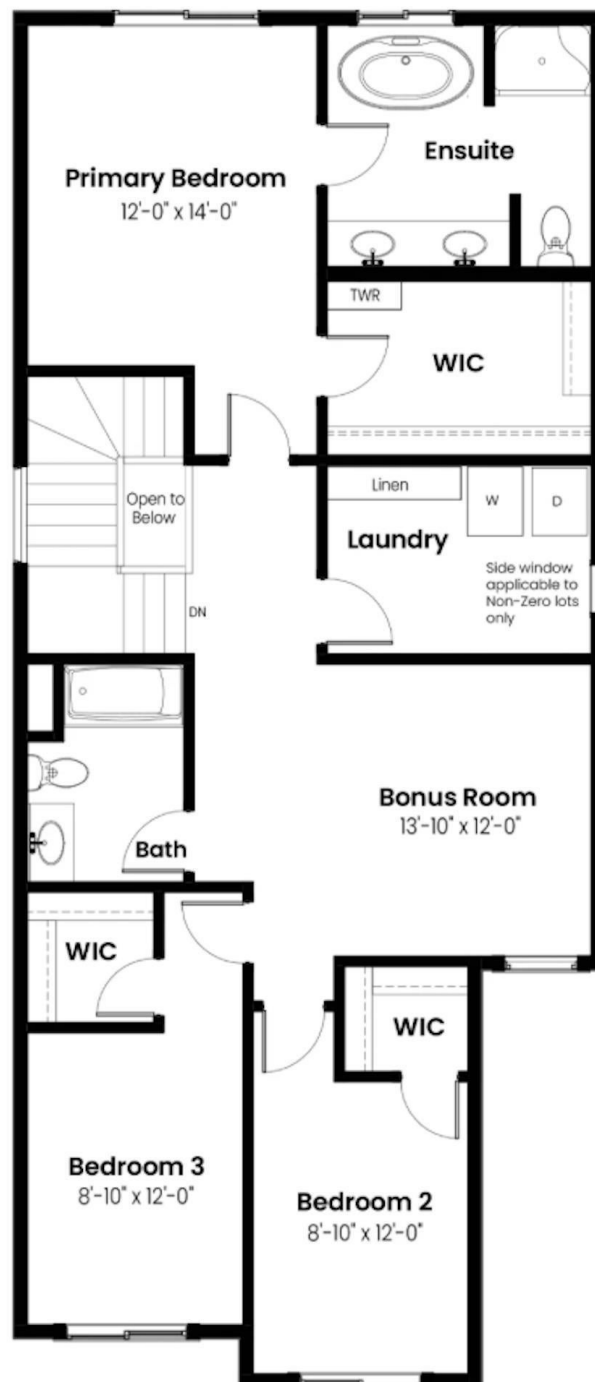 Ensuite
Primary Bedroom
12'-0" x 14'-0"
TWR
WIC
Linen
W
D
Open to
Below
Laundry
Side window
applicable to
Non-Zero lots
only
DN
Bonus Room
13'-10" x 12'-0"
Bath
WIC
WIC
Bedroom 3
8'-10" x 12'-0"
Bedroom 2
8'-10" x 12'-0"